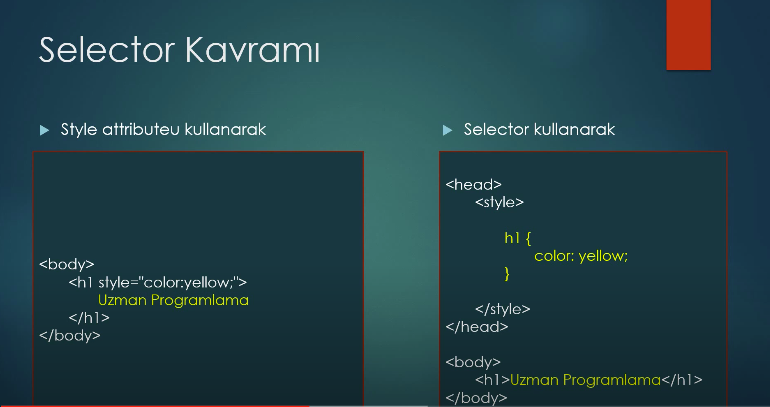 Selector Kavramı
Style attributeu kullanarak
<body>
<h1 style="color:yellow;">
Uzman Programlama
</h1>
</body>
Selector kullanarak
<head>
<style>
h1 {
color: yellow;
}
</style>
</head>
<body>
<h1>Uzman Programlama</h1>
</body>